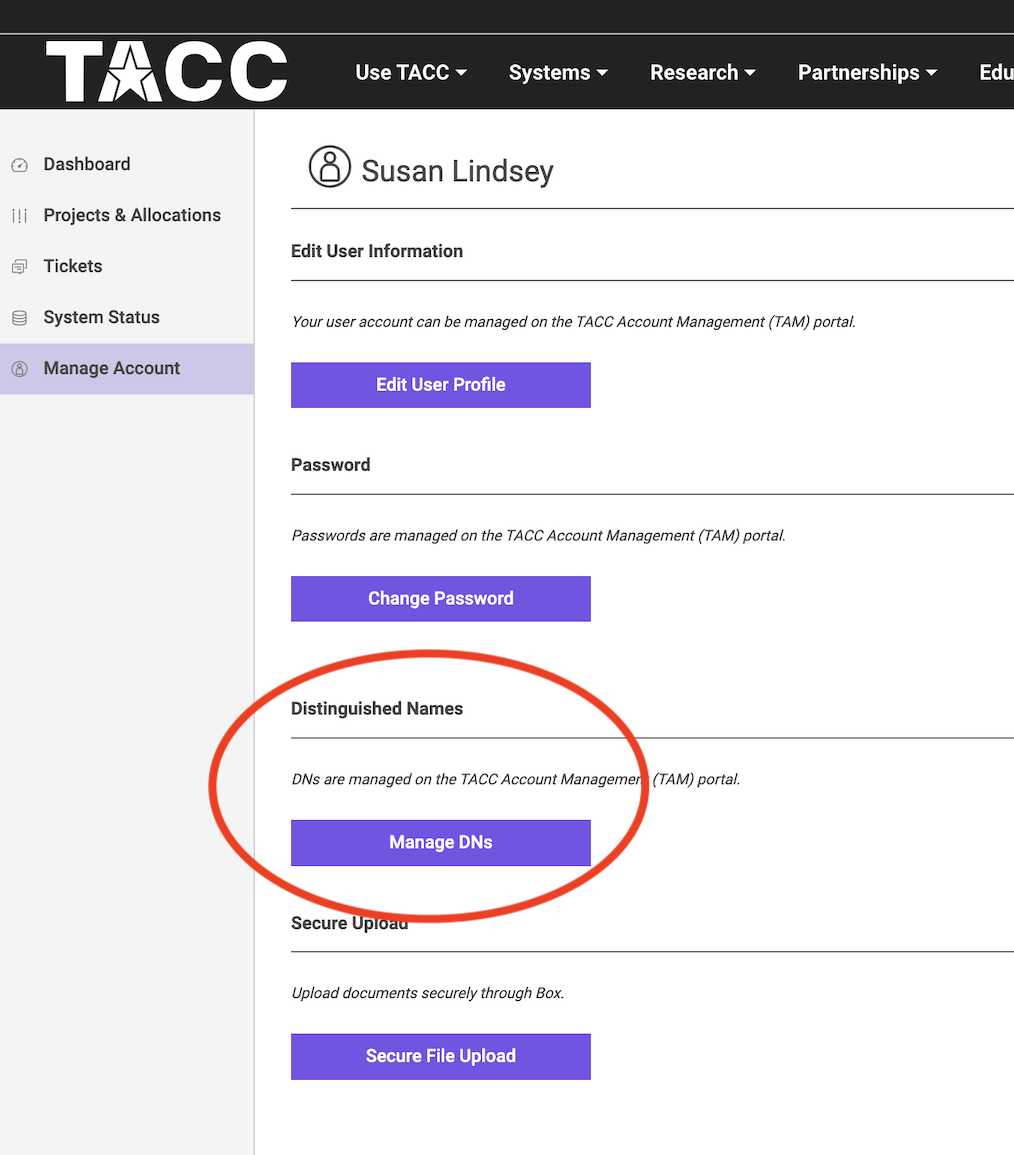 TACC
Use TACC
Systems
Research
Partnerships
Edu
Dashboard
Projects & Allocations
Tickets
System Status
Manage Account
Susan Lindsey
Edit User Information
Your user account can be managed on the TACC Account Management (TAM) portal.
Edit User Profile
Password
Passwords are managed on the TACC Account Management (TAM) portal.
Change Password
Distinguished Names
DNs are managed on the TACC Account Management (TAM) portal.
Manage DNs
Secure Upload
Upload documents securely through Box.
Secure File Upload